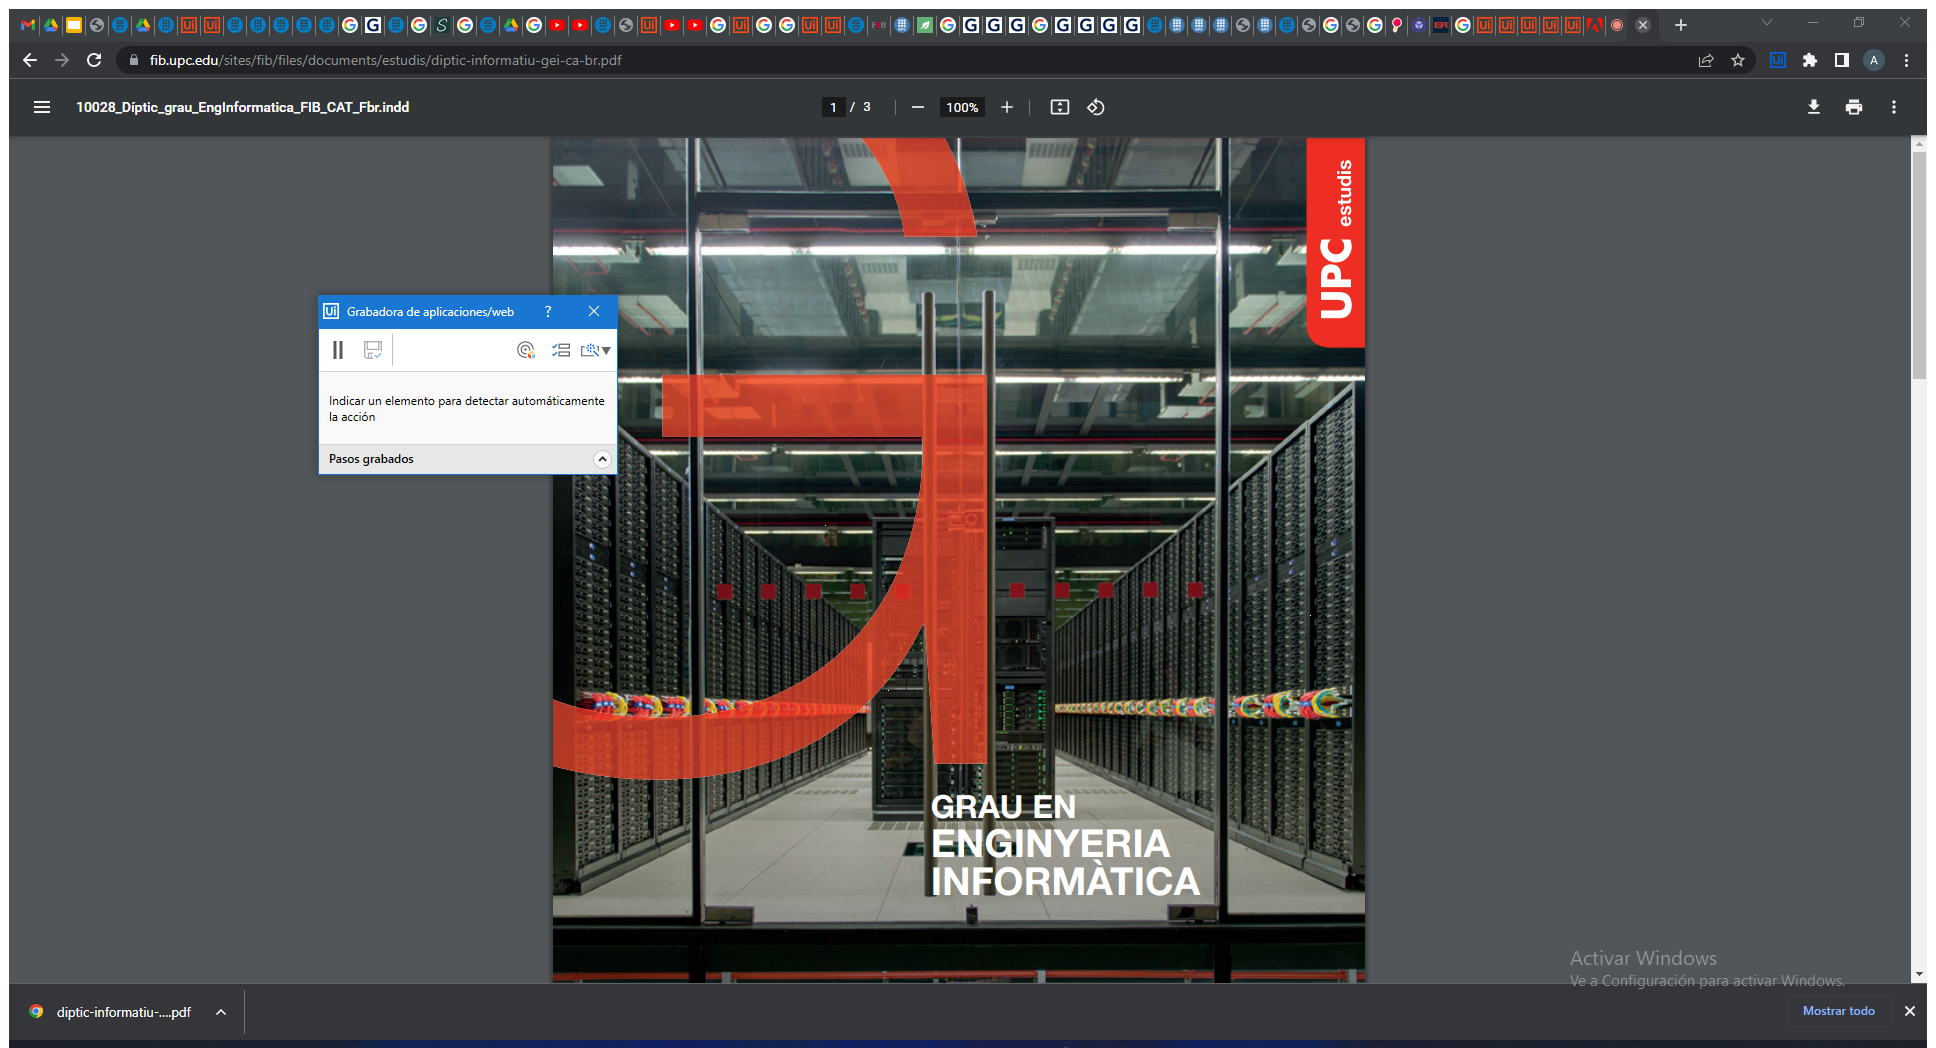 fib.upc.edu/sites/fib/files/documents/estudis/diptic-informatiu-gei-ca-br.pdf
A
10028_Díptic_grau_EngInformatica_FIB_CAT_Fbr.indd
1 / 3
100%
UPC estudis
Ui Grabadora de aplicaciones/web ?
Indicar un elemento para detectar automáticamente
la acción
Pasos grabados
GRAU EN
ENGINYERIA
INFORMÀTICA
Activar Windows
Ve a Configuración para activar Windows.
diptic-informatiu-....pdf
Mostrar todo